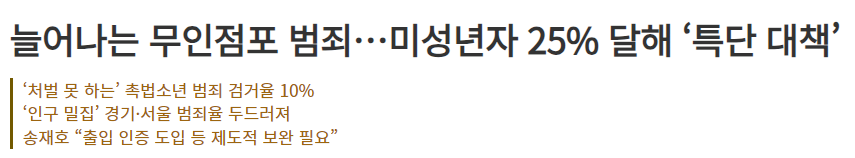 늘어나는 무인점포 범죄…미성년자 25% 달해 ‘특단 대책’
‘처벌 못 하는’ 촉법소년 범죄 검거율 10%
‘인구 밀집’ 경기·서울 범죄율 두드러져
송재호 “출입 인증 도입 등 제도적 보완 필요”